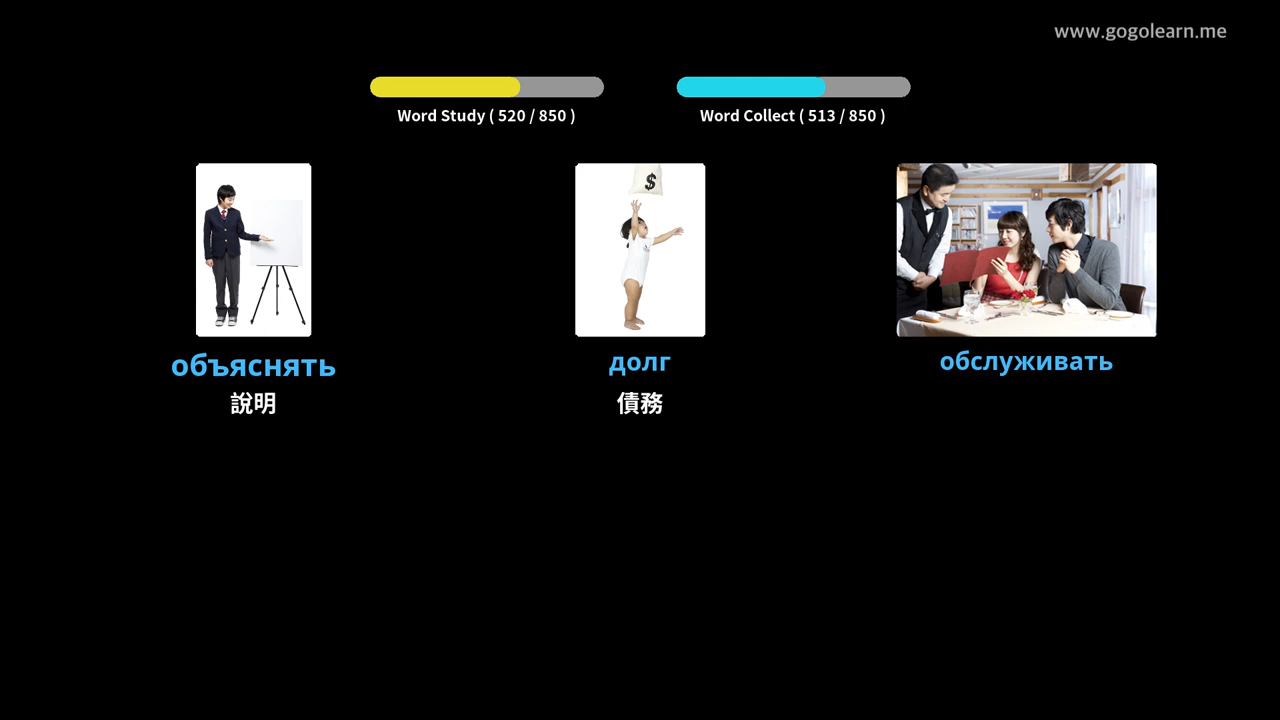 www.gogolearn.me
Word Study ( 520 / 850 )
Word Collect ( 513 / 850 )
$
объяснять
долг
обслуживать
說明
債務